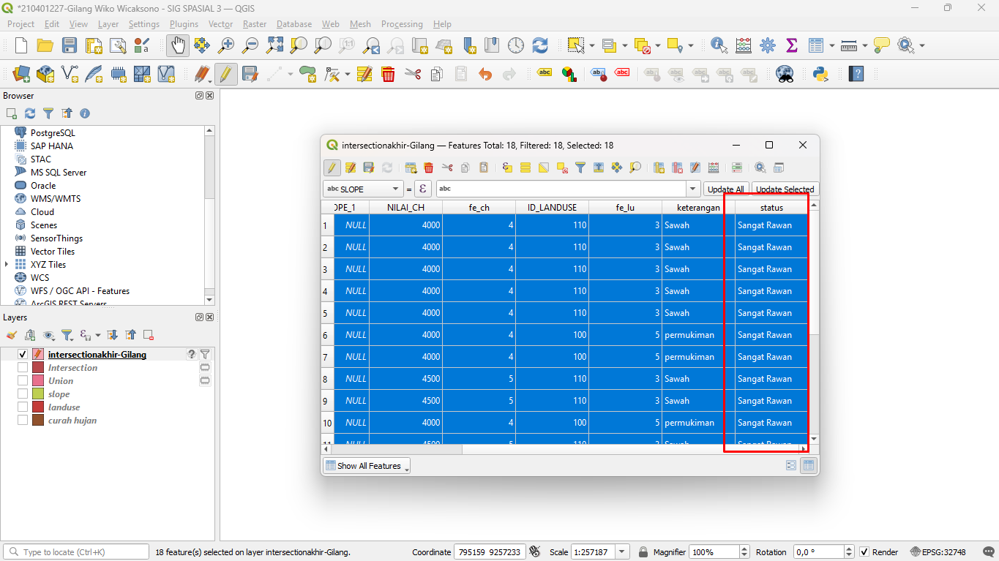 *210401227-Gilang Wiko Wicaksono - SIG SPASIAL 3 — QGIS
Project Edit View Layer Settings Plugins Vector Raster Database Web Mesh Processing Help
Browser
PostgreSQL
SAP HANA
STAC
MS SQL Server
Oracle
WMS/WMTS
Cloud
Scenes
SensorThings
Vector Tiles
XYZ Tiles
WCS
WFS / OGC API - Features
ArcGIS REST Servers
Layers
intersectionakhir-Gilang
Intersection
Union
slope
landuse
curah hujan
intersectionakhir-Gilang — Features Total: 18, Filtered: 18, Selected: 18
abc SLOPE = ε abc Update All Update Selected
OPE_1 NILAI_CH fe_ch ID_LANDUSE fe_lu keterangan status
1 NULL 4000 4 110 3 Sawah Sangat Rawan
2 NULL 4000 4 110 3 Sawah Sangat Rawan
3 NULL 4000 4 110 3 Sawah Sangat Rawan
4 NULL 4000 4 110 3 Sawah Sangat Rawan
5 NULL 4000 4 110 3 Sawah Sangat Rawan
6 NULL 4000 4 100 5 permukiman Sangat Rawan
7 NULL 4000 4 100 5 permukiman Sangat Rawan
8 NULL 4500 5 110 3 Sawah Sangat Rawan
9 NULL 4500 5 110 3 Sawah Sangat Rawan
10 NULL 4000 4 100 5 permukiman Sangat Rawan
11 NULL 4500 5 110 3 Sawah Sangat Rawan
Show All Features
Type to locate (Ctrl+K) 18 feature(s) selected on layer intersectionakhir-Gilang. Coordinate 795159 9257233 Scale 1:257187 Magnifier 100% Rotation 0,0 ° Render EPSG:32748